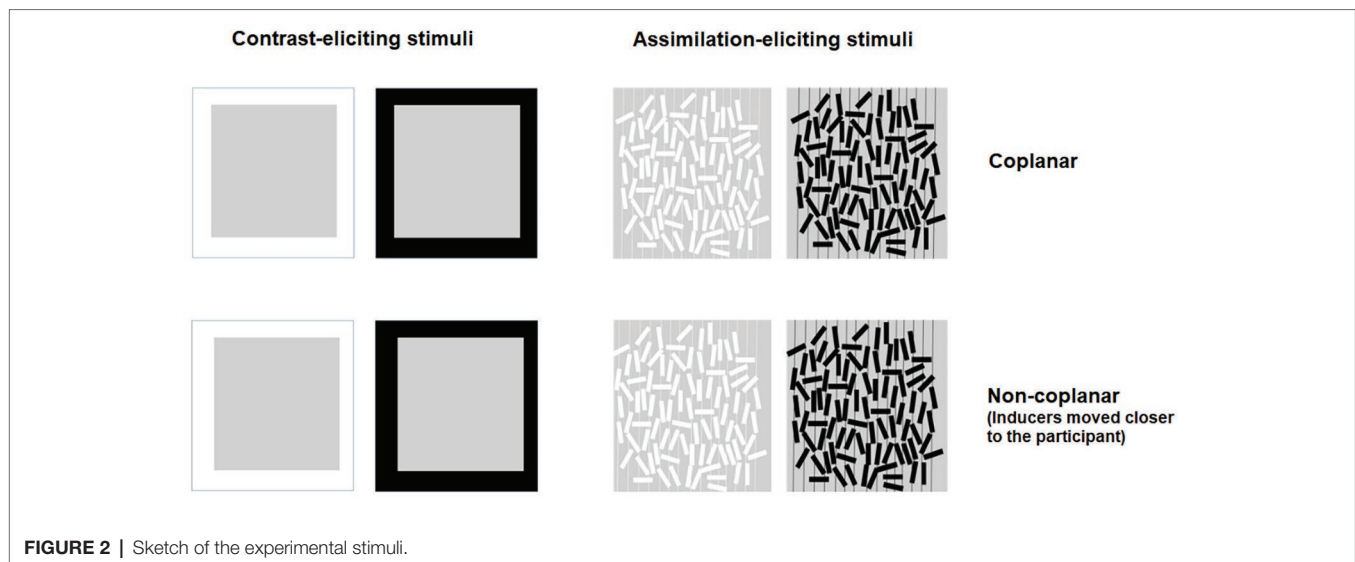 Contrast-eliciting stimuli
Assimilation-eliciting stimuli
Coplanar
Non-coplanar
(Inducers moved closer
to the participant)
FIGURE 2 | Sketch of the experimental stimuli.